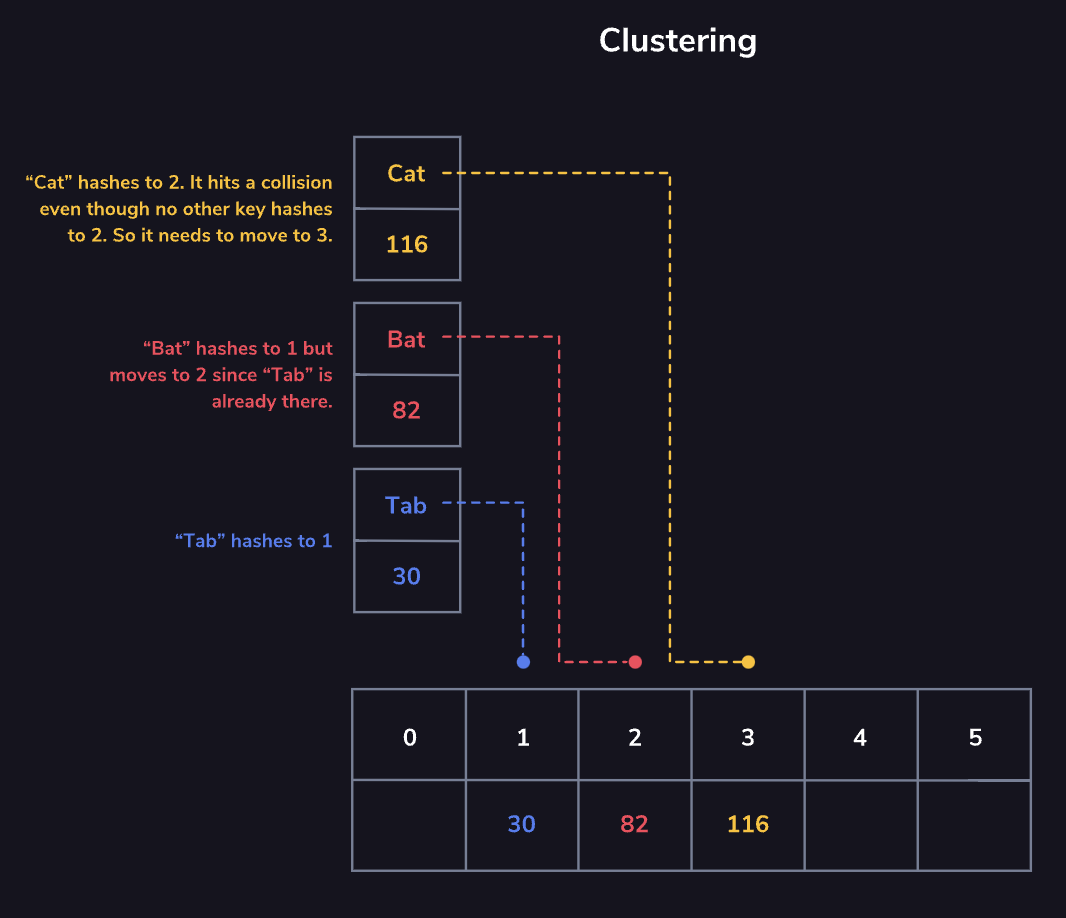 Clustering
“Cat” hashes to 2. It hits a collision
even though no other key hashes
to 2. So it needs to move to 3.
Cat
116
“Bat” hashes to 1 but
moves to 2 since “Tab” is
already there.
Bat
82
“Tab” hashes to 1
Tab
30
0 1 2 3 4 5
30 82 116